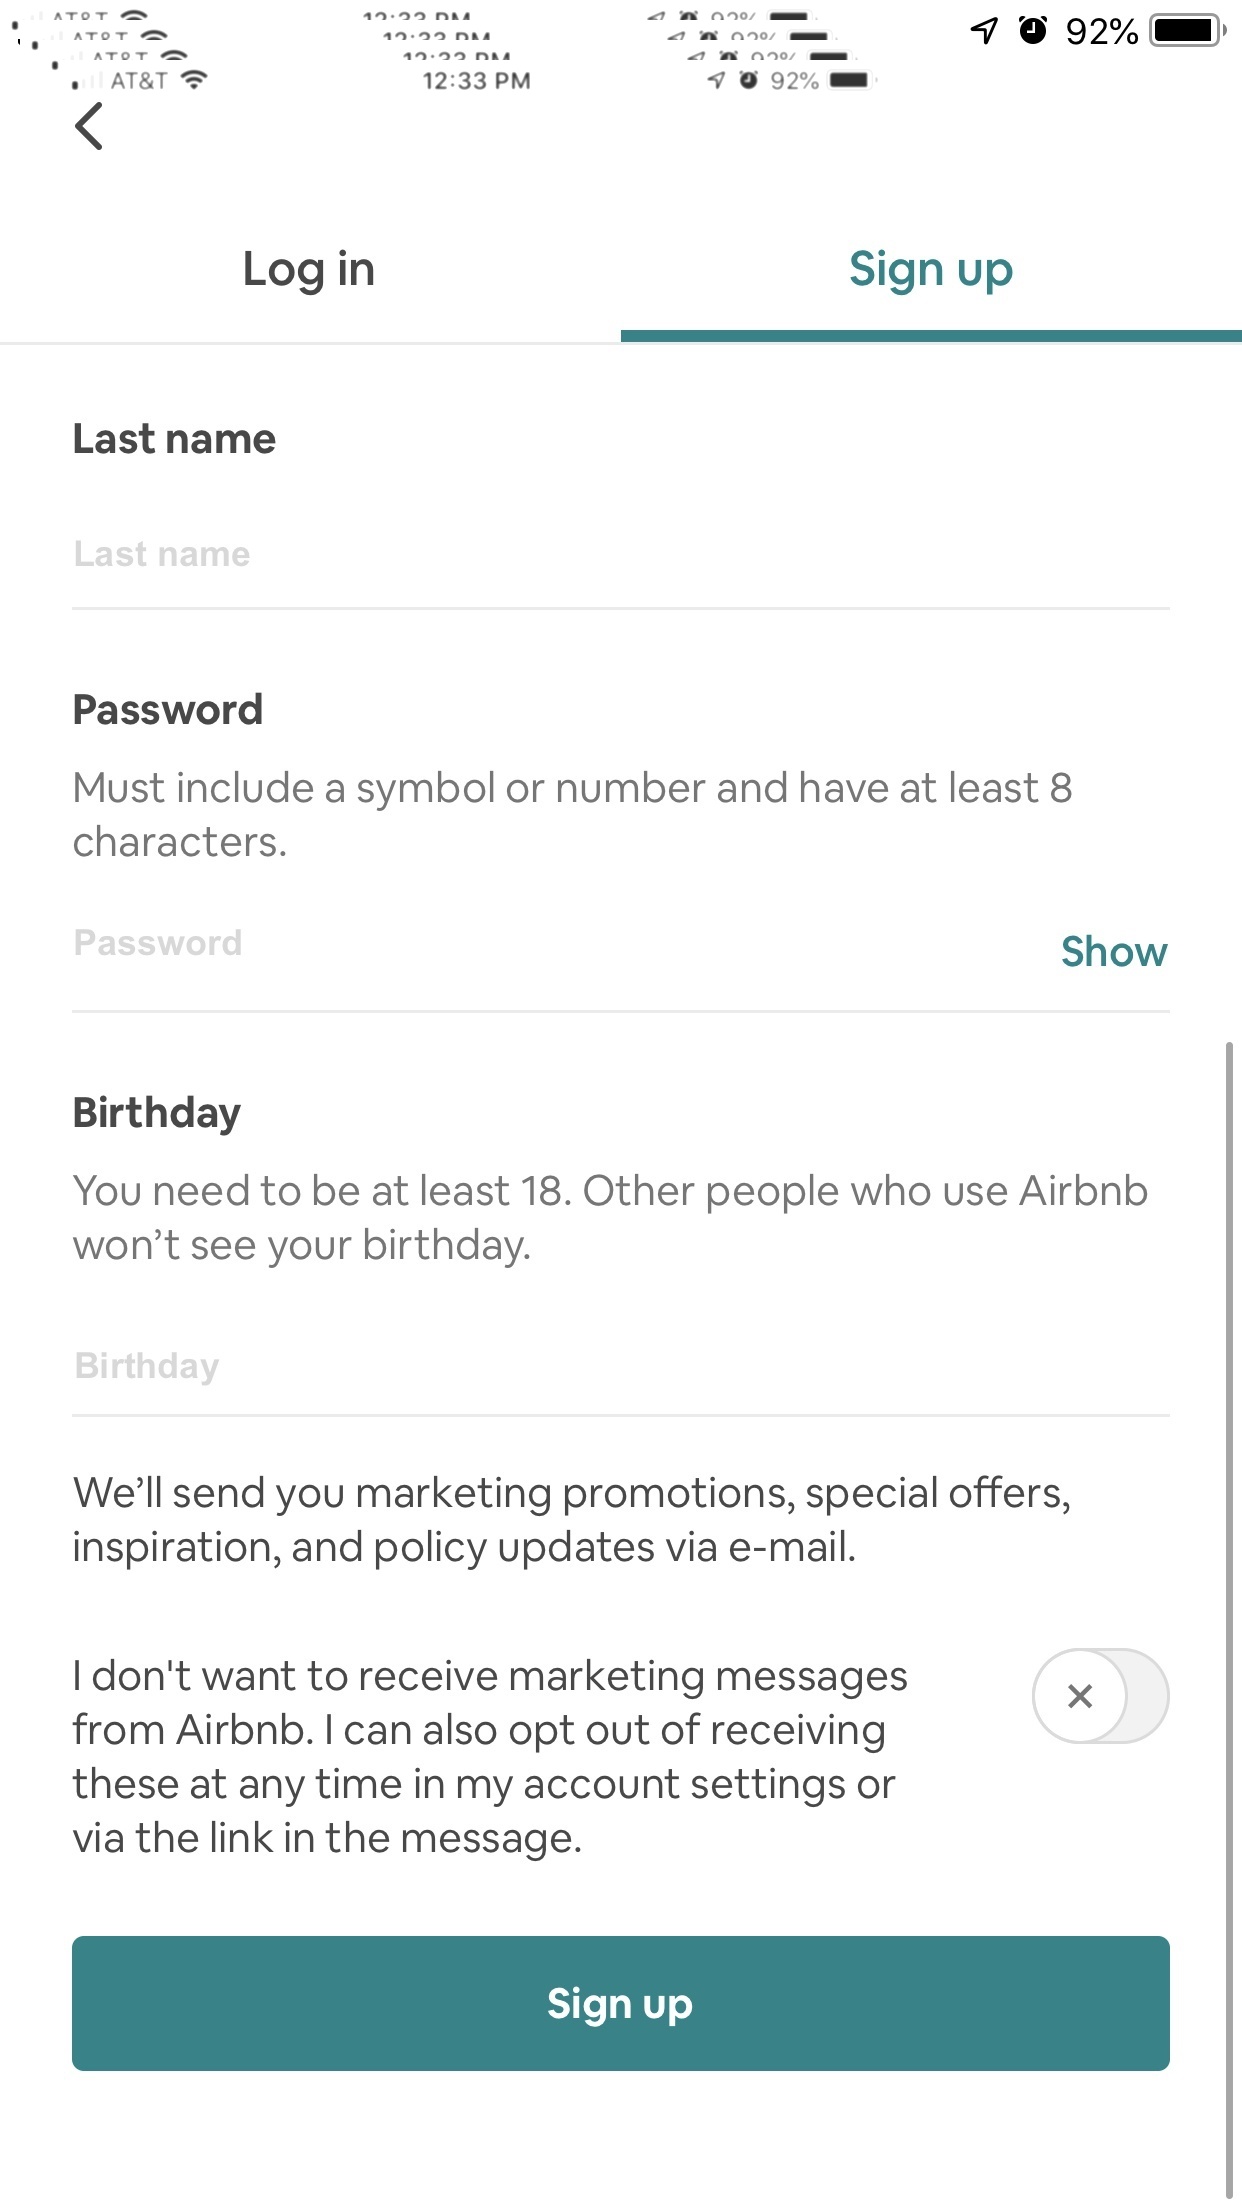 92%
AT&T 12:33 PM 92%
Log in Sign up
Last name
Last name
Password
Must include a symbol or number and have at least 8
characters.
Password Show
Birthday
You need to be at least 18. Other people who use Airbnb
won’t see your birthday.
Birthday
We’ll send you marketing promotions, special offers,
inspiration, and policy updates via e-mail.
I don't want to receive marketing messages
from Airbnb. I can also opt out of receiving
these at any time in my account settings or
via the link in the message.
Sign up